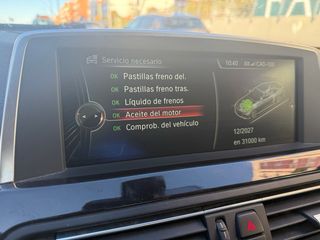 Servicio necesario
10:40
OK Pastillas freno del.
OK Pastillas freno tras.
OK Líquido de frenos
OK Aceite del motor
OK Comprob. del vehículo
12/2027
en 31000 km